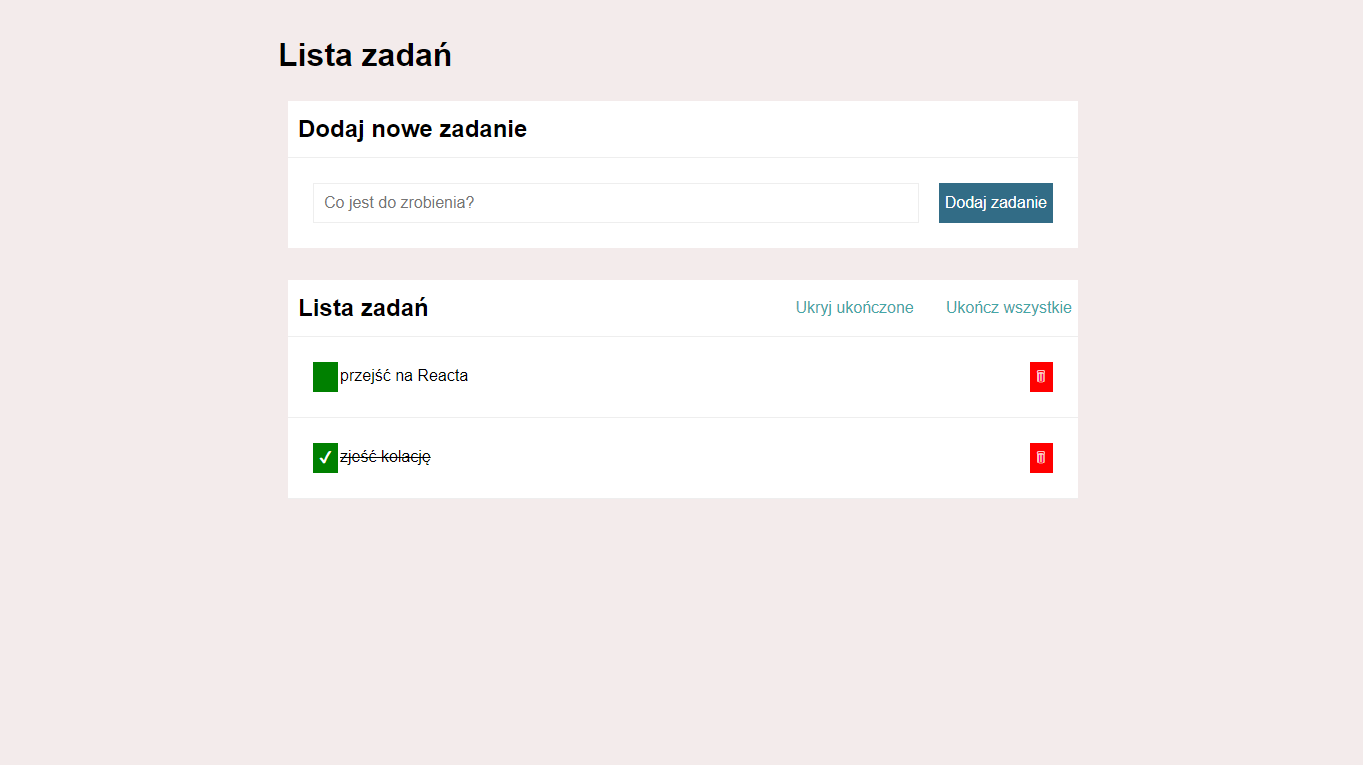 Lista zadań
Dodaj nowe zadanie
Co jest do zrobienia?
Dodaj zadanie
Lista zadań
Ukryj ukończone
Ukończ wszystkie
przejść na Reacta
zjeść kolację